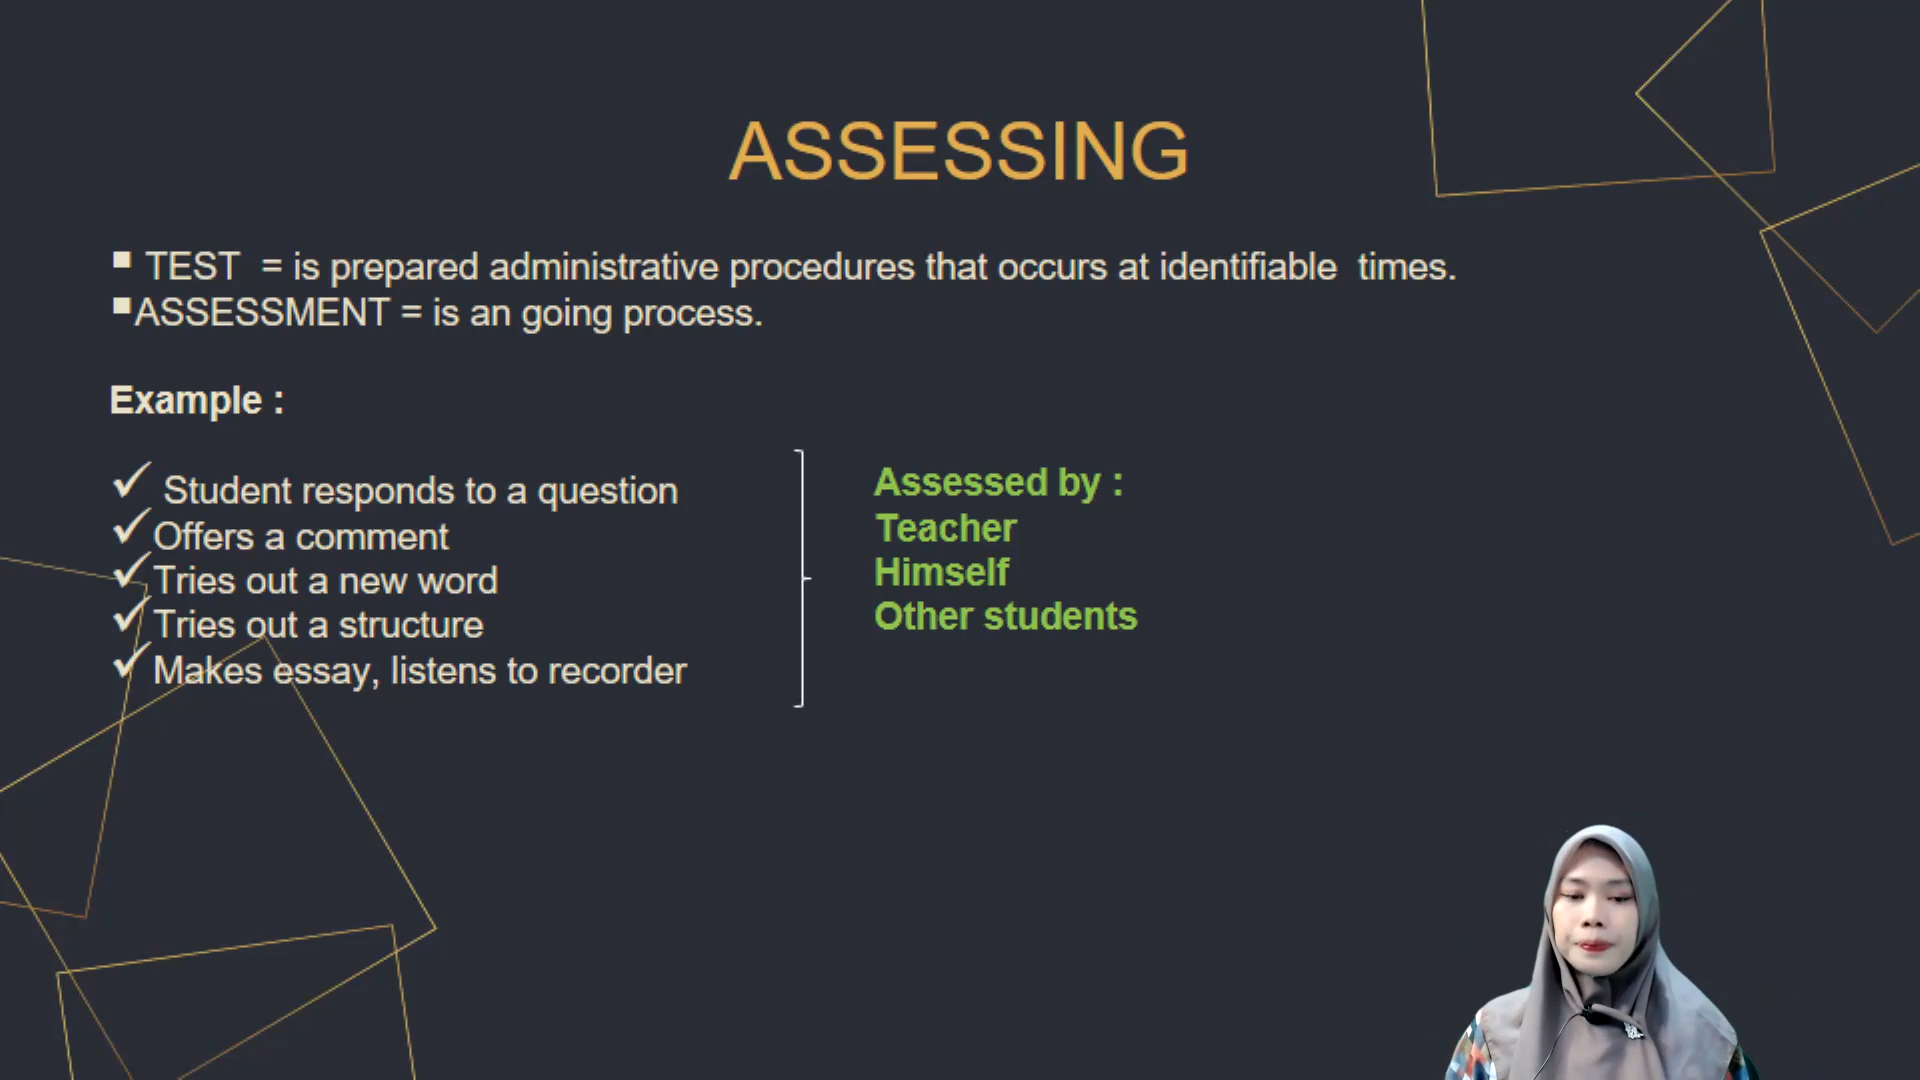 ASSESSING
TEST = is prepared administrative procedures that occurs at identifiable times.
ASSESSMENT = is an going process.
Example :
Student responds to a question
Offers a comment
Tries out a new word
Tries out a structure
Makes essay, listens to recorder
Assessed by :
Teacher
Himself
Other students